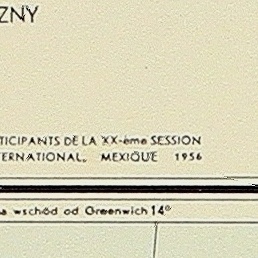 ZNY
TICIPANTS DE LA XX-ème SESSION
ERNATIONAL, MEXIQUE 1956
a wschód od Greenwich 14°